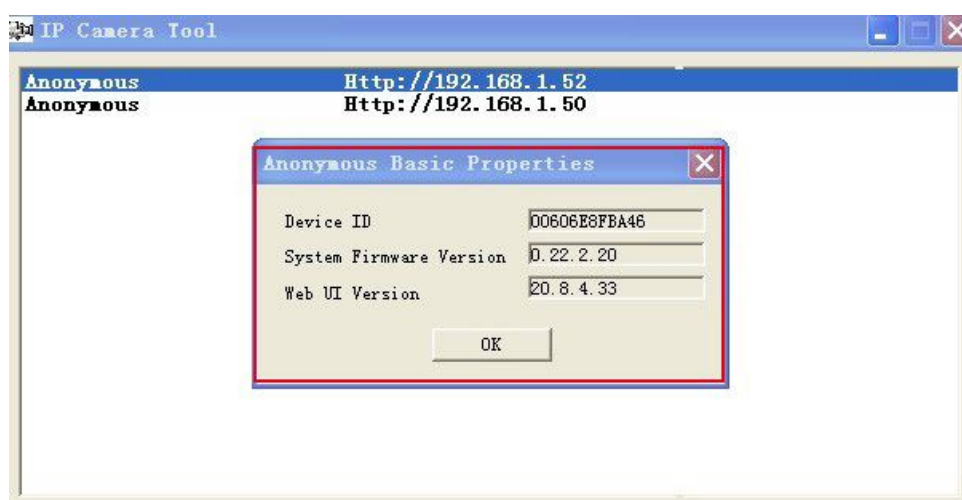 IP Camera Tool
Anonymous Http://192.168.1.52
Anonymous Http://192.168.1.50
Anonymous Basic Properties
Device ID 00606E8FBA46
System Firmware Version 0.22.2.20
Web UI Version 20.8.4.33
OK